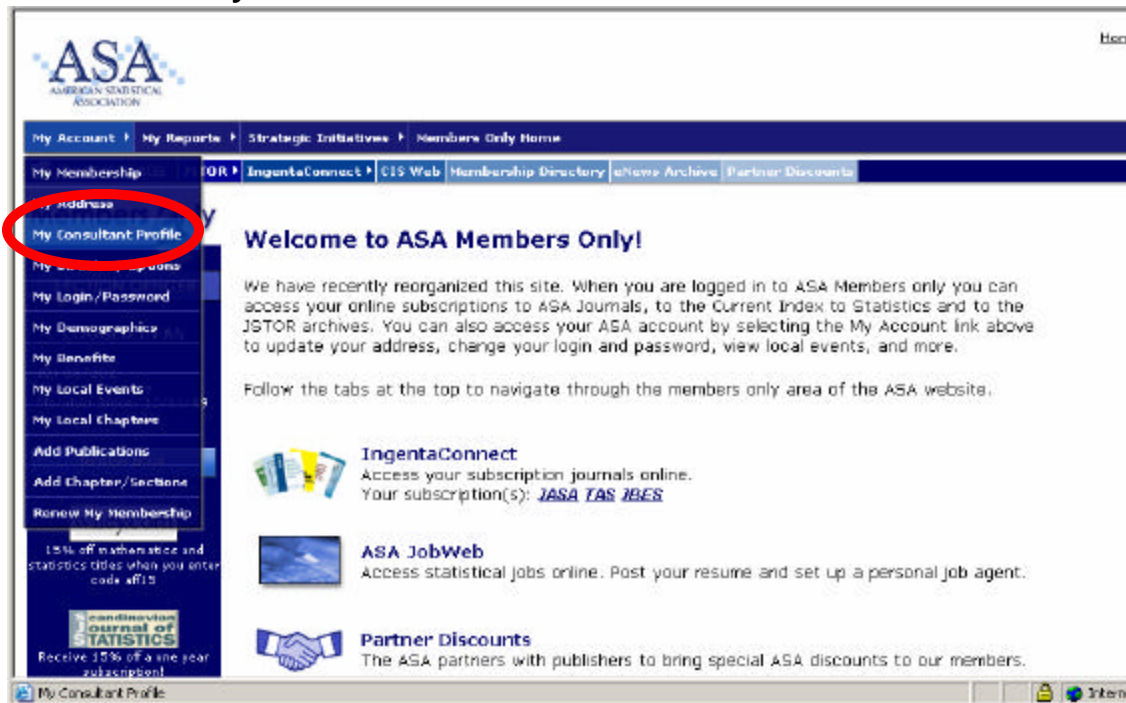 ASA
AMERICAN STATISTICAL
ASSOCIATION
My Account My Reports Strategic Initiatives Members Only Home
My Membership TOR IngentaConnect CIS Web Membership Directory eNews Archive Partner Discounts
My Address
My Consultant Profile
My Login/Password
My Demographics
My Benefits
My Local Events
My Local Chapters
Add Publications
Add Chapter/Sections
Renew My Membership
15% off mathematics and
statistics titles when you enter
code aff15
Scandinavian
Journal of
STATISTICS
Receive 15% off a one year
subscription!
Welcome to ASA Members Only!
We have recently reorganized this site. When you are logged in to ASA Members only you can
access your online subscriptions to ASA Journals, to the Current Index to Statistics and to the
JSTOR archives. You can also access your ASA account by selecting the My Account link above
to update your address, change your login and password, view local events, and more.
Follow the tabs at the top to navigate through the members only area of the ASA website.
IngentaConnect
Access your subscription journals online.
Your subscription(s): JASA TAS JBES
ASA JobWeb
Access statistical jobs online. Post your resume and set up a personal job agent.
Partner Discounts
The ASA partners with publishers to bring special ASA discounts to our members.
My Consultant Profile